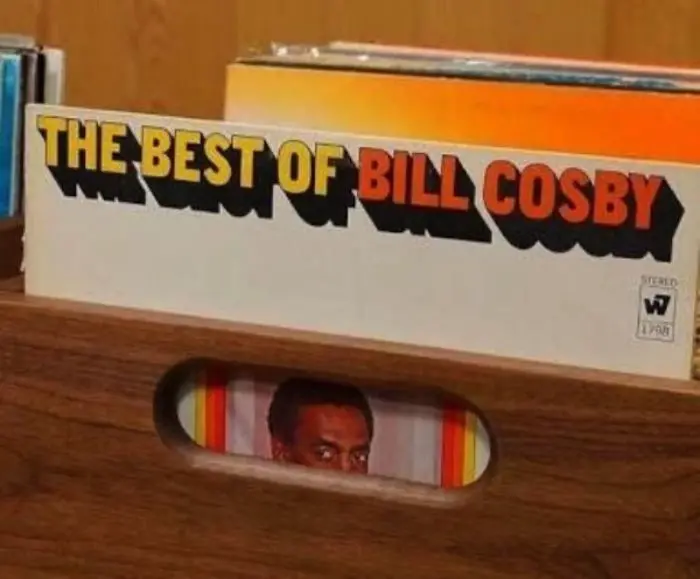 THE BEST OF BILL COSBY
STEREO
W7
1798